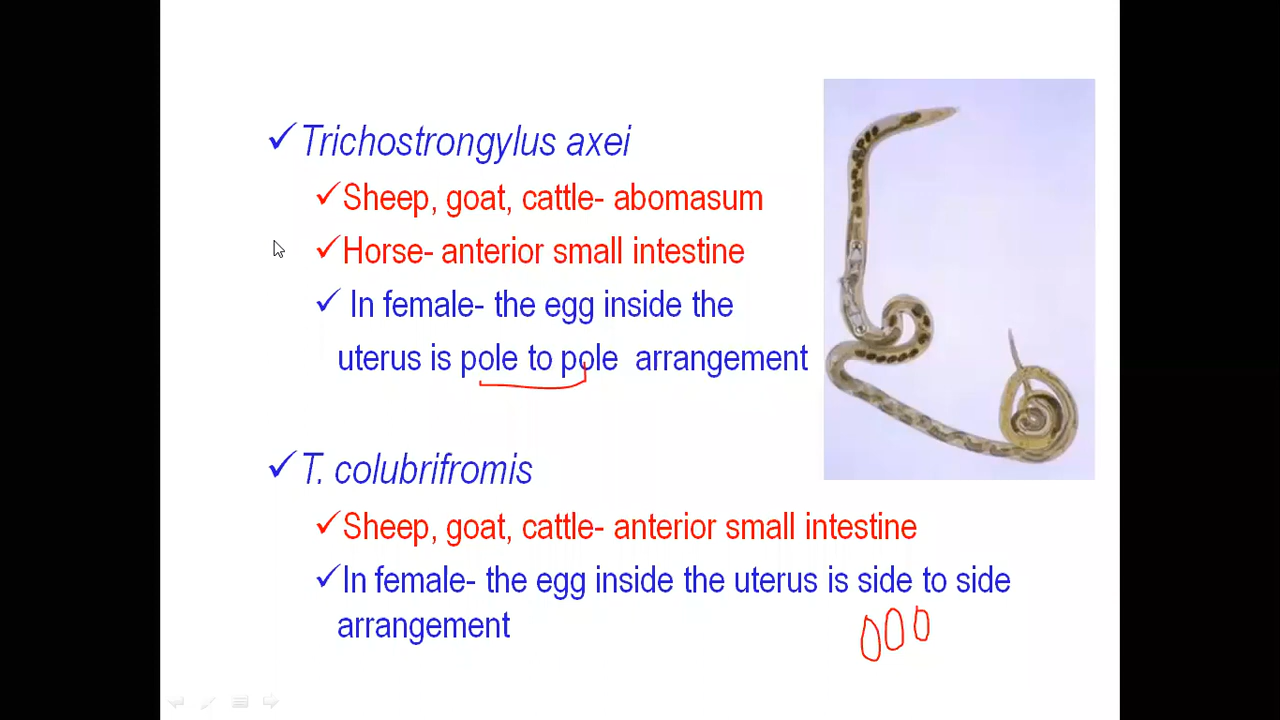 Trichostrongylus axei
Sheep, goat, cattle- abomasum
Horse- anterior small intestine
In female- the egg inside the
uterus is pole to pole arrangement
T. colubrifromis
Sheep, goat, cattle- anterior small intestine
In female- the egg inside the uterus is side to side
arrangement